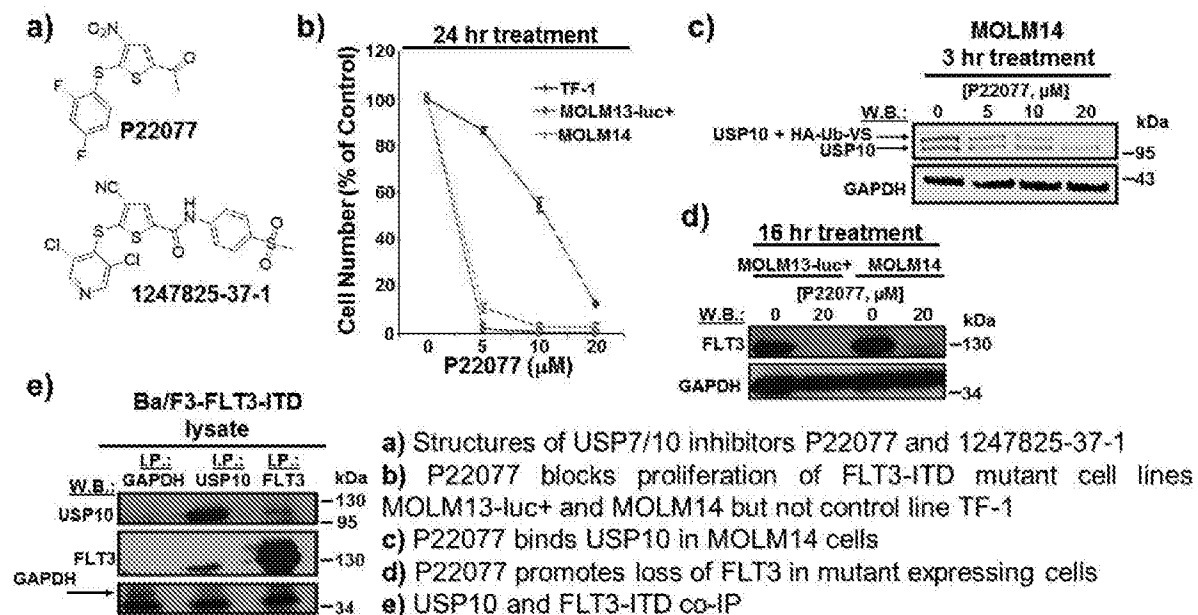 a)
O₂N
S
S
O
F
F
P22077
CN
S
S
H
N
O
Cl
Cl
N
S
O
O
1247825-37-1
b)
24 hr treatment
120
100
80
60
40
20
0
Cell Number (% of Control)
TF-1
MOLM13-luc+
MOLM14
0 5 10 20
P22077 (μM)
c)
MOLM14
3 hr treatment
[P22077, μM]
W.B.: 0 5 10 20 kDa
USP10 + HA-Ub-VS
USP10
–95
GAPDH
–43
d)
16 hr treatment
MOLM13-luc+ MOLM14
[P22077, μM]
W.B.: 0 20 0 20 kDa
FLT3 –130
GAPDH
–34
e)
Ba/F3-FLT3-ITD
lysate
I.P.: I.P.: I.P.:
W.B.: GAPDH USP10 FLT3 kDa
USP10
–130
–95
FLT3 –130
GAPDH
–34
a) Structures of USP7/10 inhibitors P22077 and 1247825-37-1
b) P22077 blocks proliferation of FLT3-ITD mutant cell lines
MOLM13-luc+ and MOLM14 but not control line TF-1
c) P22077 binds USP10 in MOLM14 cells
d) P22077 promotes loss of FLT3 in mutant expressing cells
e) USP10 and FLT3-ITD co-IP